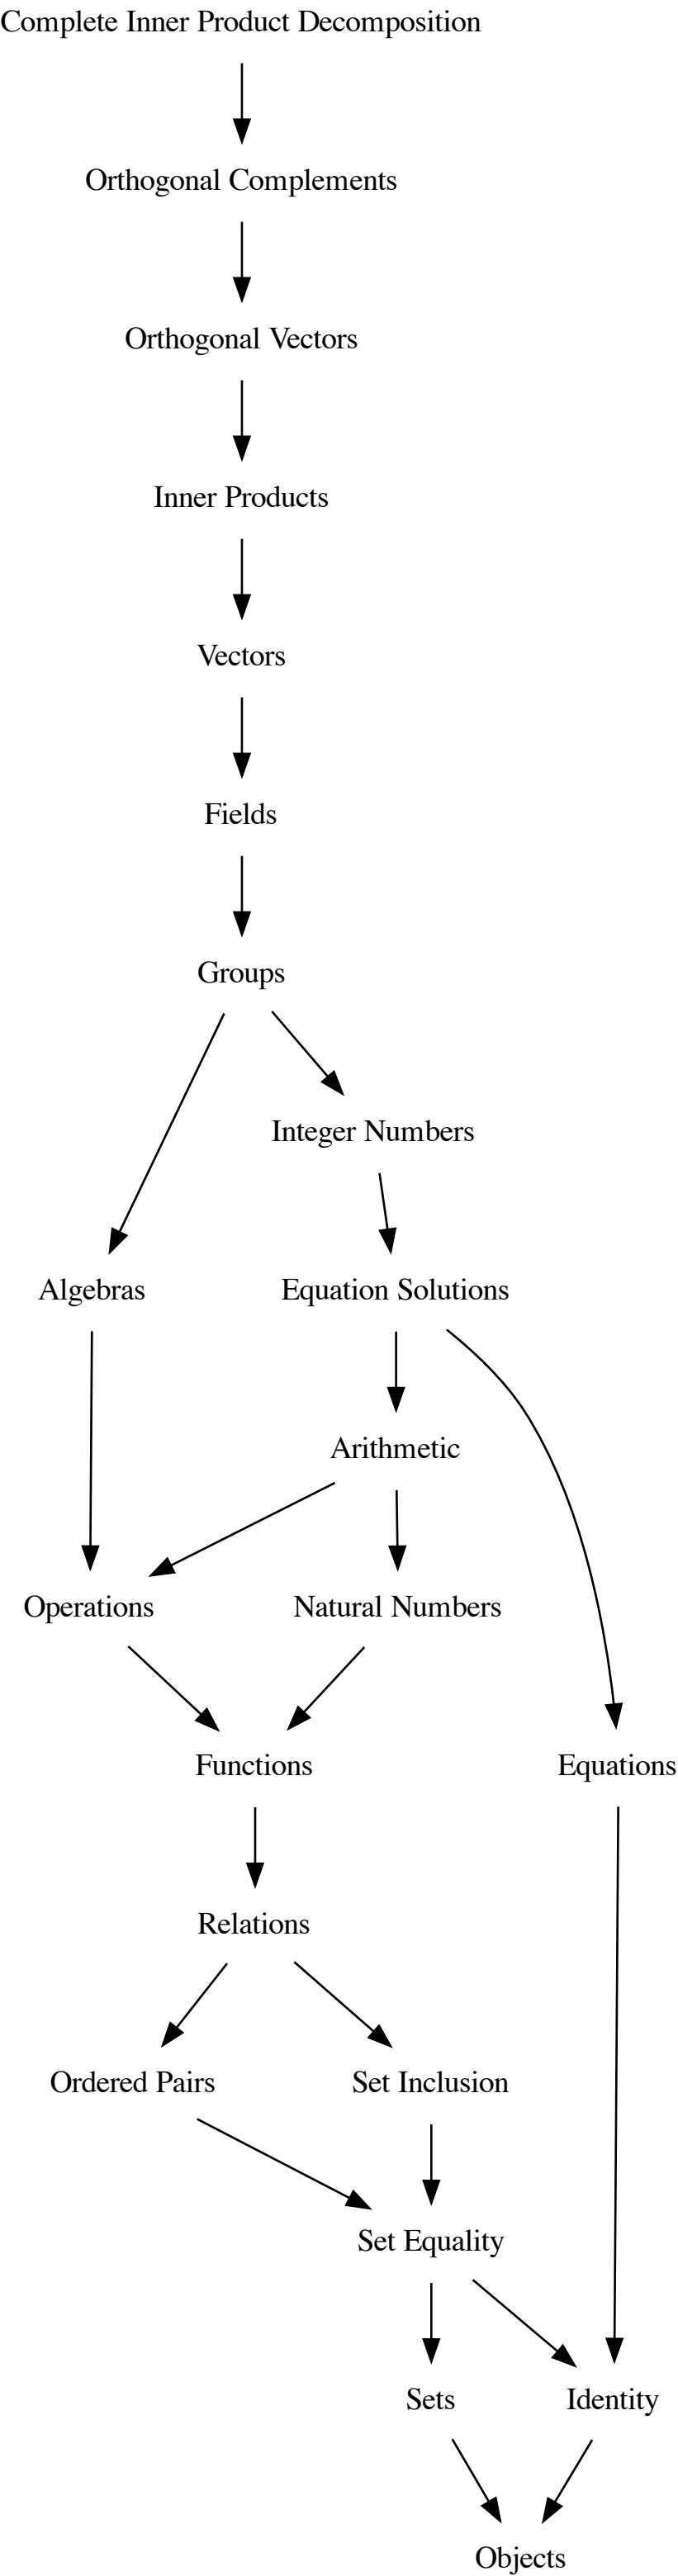 Complete Inner Product Decomposition
Orthogonal Complements
Orthogonal Vectors
Inner Products
Vectors
Fields
Groups
Integer Numbers
Algebras
Equation Solutions
Arithmetic
Operations
Natural Numbers
Functions
Equations
Relations
Ordered Pairs
Set Inclusion
Set Equality
Sets
Identity
Objects